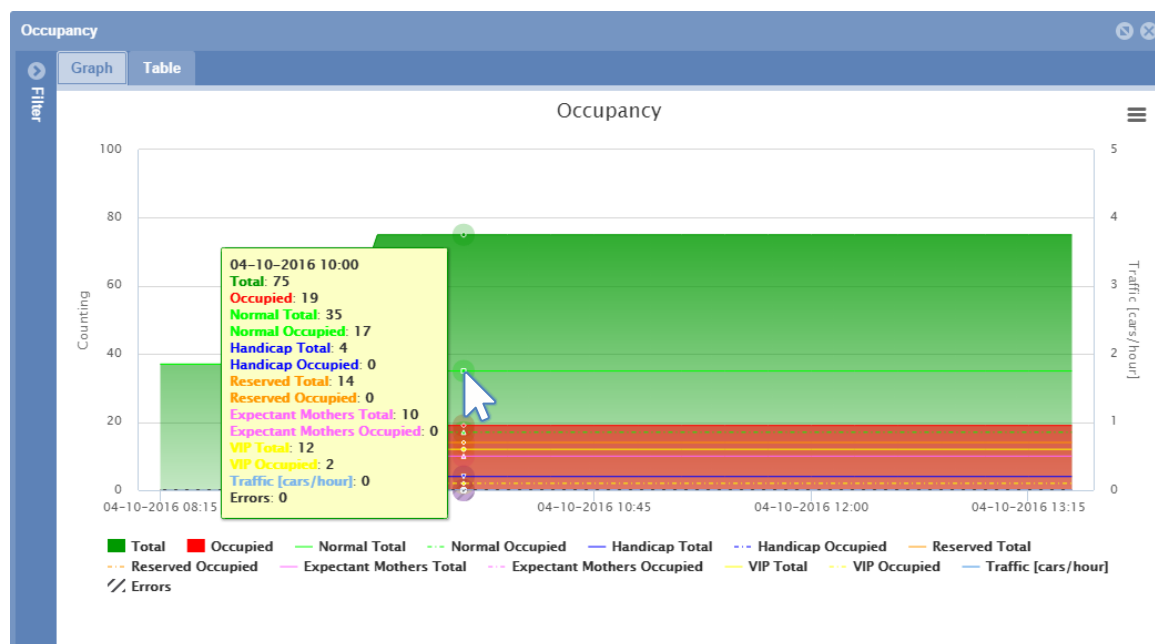 Occupancy
Graph Table
Filter
Occupancy
100
80
60
40
20
0
Counting
5
4
3
2
1
0
Traffic [cars/hour]
04-10-2016 10:00
Total: 75
Occupied: 19
Normal Total: 35
Normal Occupied: 17
Handicap Total: 4
Handicap Occupied: 0
Reserved Total: 14
Reserved Occupied: 0
Expectant Mothers Total: 10
Expectant Mothers Occupied: 0
VIP Total: 12
VIP Occupied: 2
Traffic [cars/hour]: 0
Errors: 0
04-10-2016 08:15 04-10-2016 10:45 04-10-2016 12:00 04-10-2016 13:15
Total Occupied Normal Total Normal Occupied Handicap Total Handicap Occupied Reserved Total
Reserved Occupied Expectant Mothers Total Expectant Mothers Occupied VIP Total VIP Occupied Traffic [cars/hour]
Errors